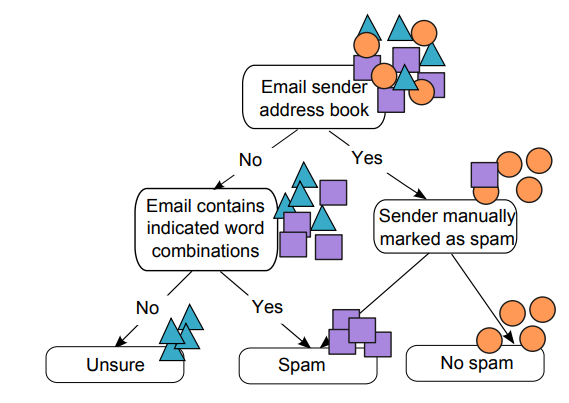 Email sender
address book
No
Yes
Email contains
indicated word
combinations
Sender manually
marked as spam
No
Yes
Unsure
Spam
No spam